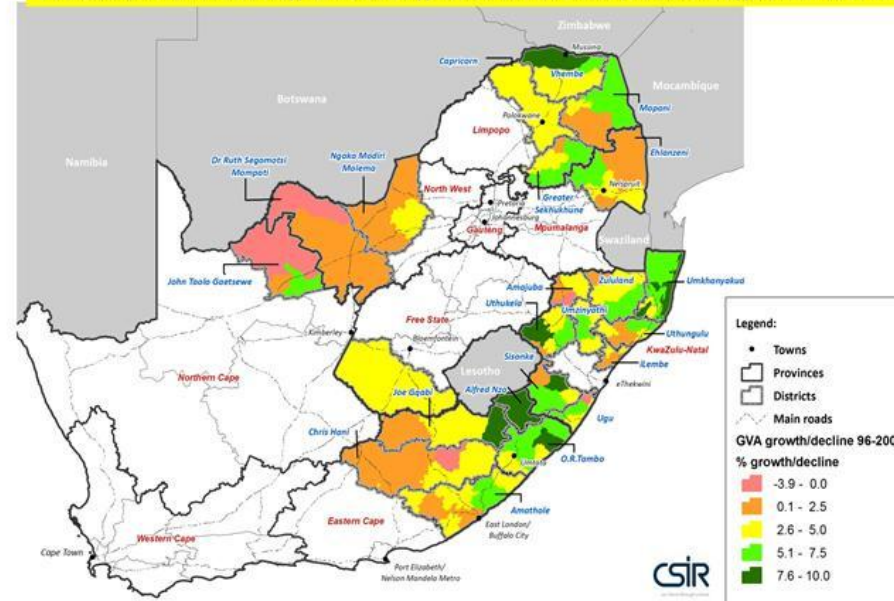 Zimbabwe
Musina
Capricorn
Vhembe
Mocambique
Botswana
Mopani
Polokwane
Limpopo
Namibia
Dr Ruth Segomotsi
Mompati
Ngaka Modiri
Molema
Ehlanzeni
North West
Nelspruit
Pretoria
Johannesburg
Gauteng
Greater
Sekhukhune
Mpumalanga
Swaziland
John Taolo Gaetsewe
Amajuba
Zululand
Umkhanyakud
Uthukela
Umzinyathi
Free State
Uthungulu
Kimberley
Bloemfontein
KwaZulu-Natal
Sisonke
iLembe
Lesotho
eThekwini
Northern Cape
Joe Gqabi
Alfred Nzo
Ugu
Chris Hani
Umtata
O.R.Tambo
Amathole
Eastern Cape
East London/
Buffalo City
Western Cape
Cape Town
Port Elizabeth/
Nelson Mandela Metro
CSIR
Legend:
Towns
Provinces
Districts
Main roads
GVA growth/decline 96-200
% growth/decline
-3.9 - 0.0
0.1 - 2.5
2.6 - 5.0
5.1 - 7.5
7.6 - 10.0